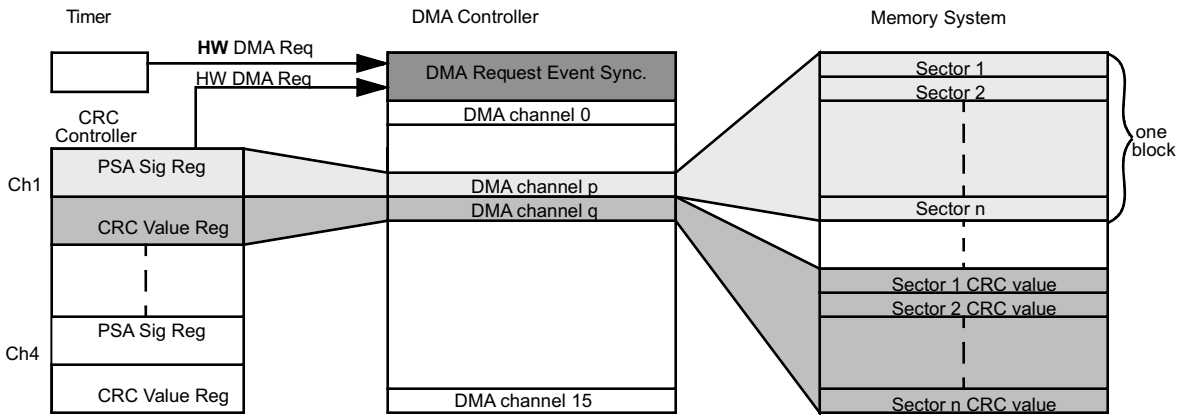 Timer
DMA Controller
Memory System
HW DMA Req
HW DMA Req
DMA Request Event Sync.
DMA channel 0
CRC
Controller
Ch1
PSA Sig Reg
CRC Value Reg
DMA channel p
DMA channel q
Sector 1
Sector 2
Sector n
one
block
Sector 1 CRC value
Sector 2 CRC value
Ch4
PSA Sig Reg
CRC Value Reg
DMA channel 15
Sector n CRC value